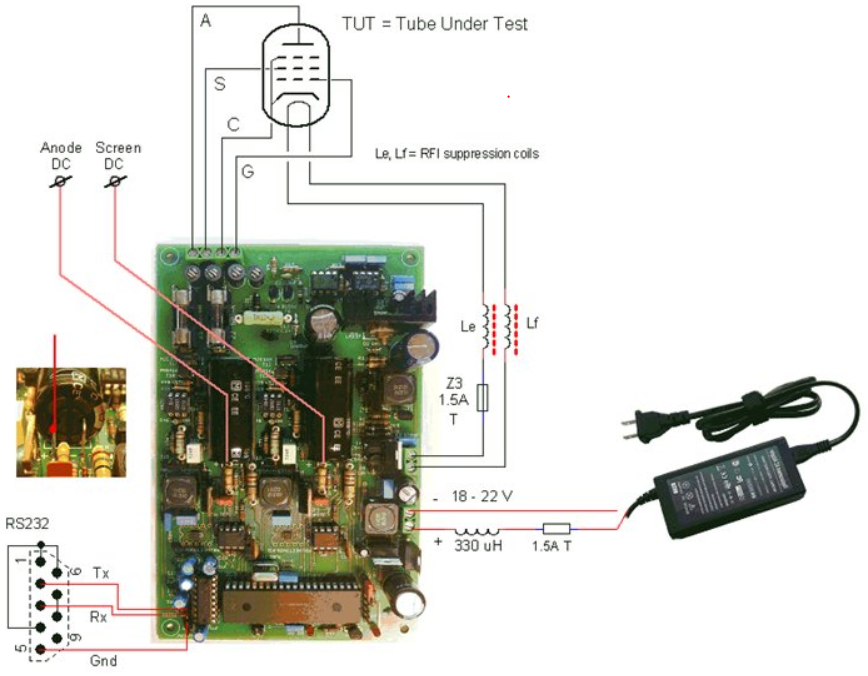 A
TUT = Tube Under Test
S
C
G
Le, Lf = RFI suppression coils
Anode
DC
Screen
DC
Le
Lf
Z3
1.5A
T
- 18 - 22 V
+
330 uH
1.5A T
RS232
1
6
Tx
Rx
5
9
Gnd